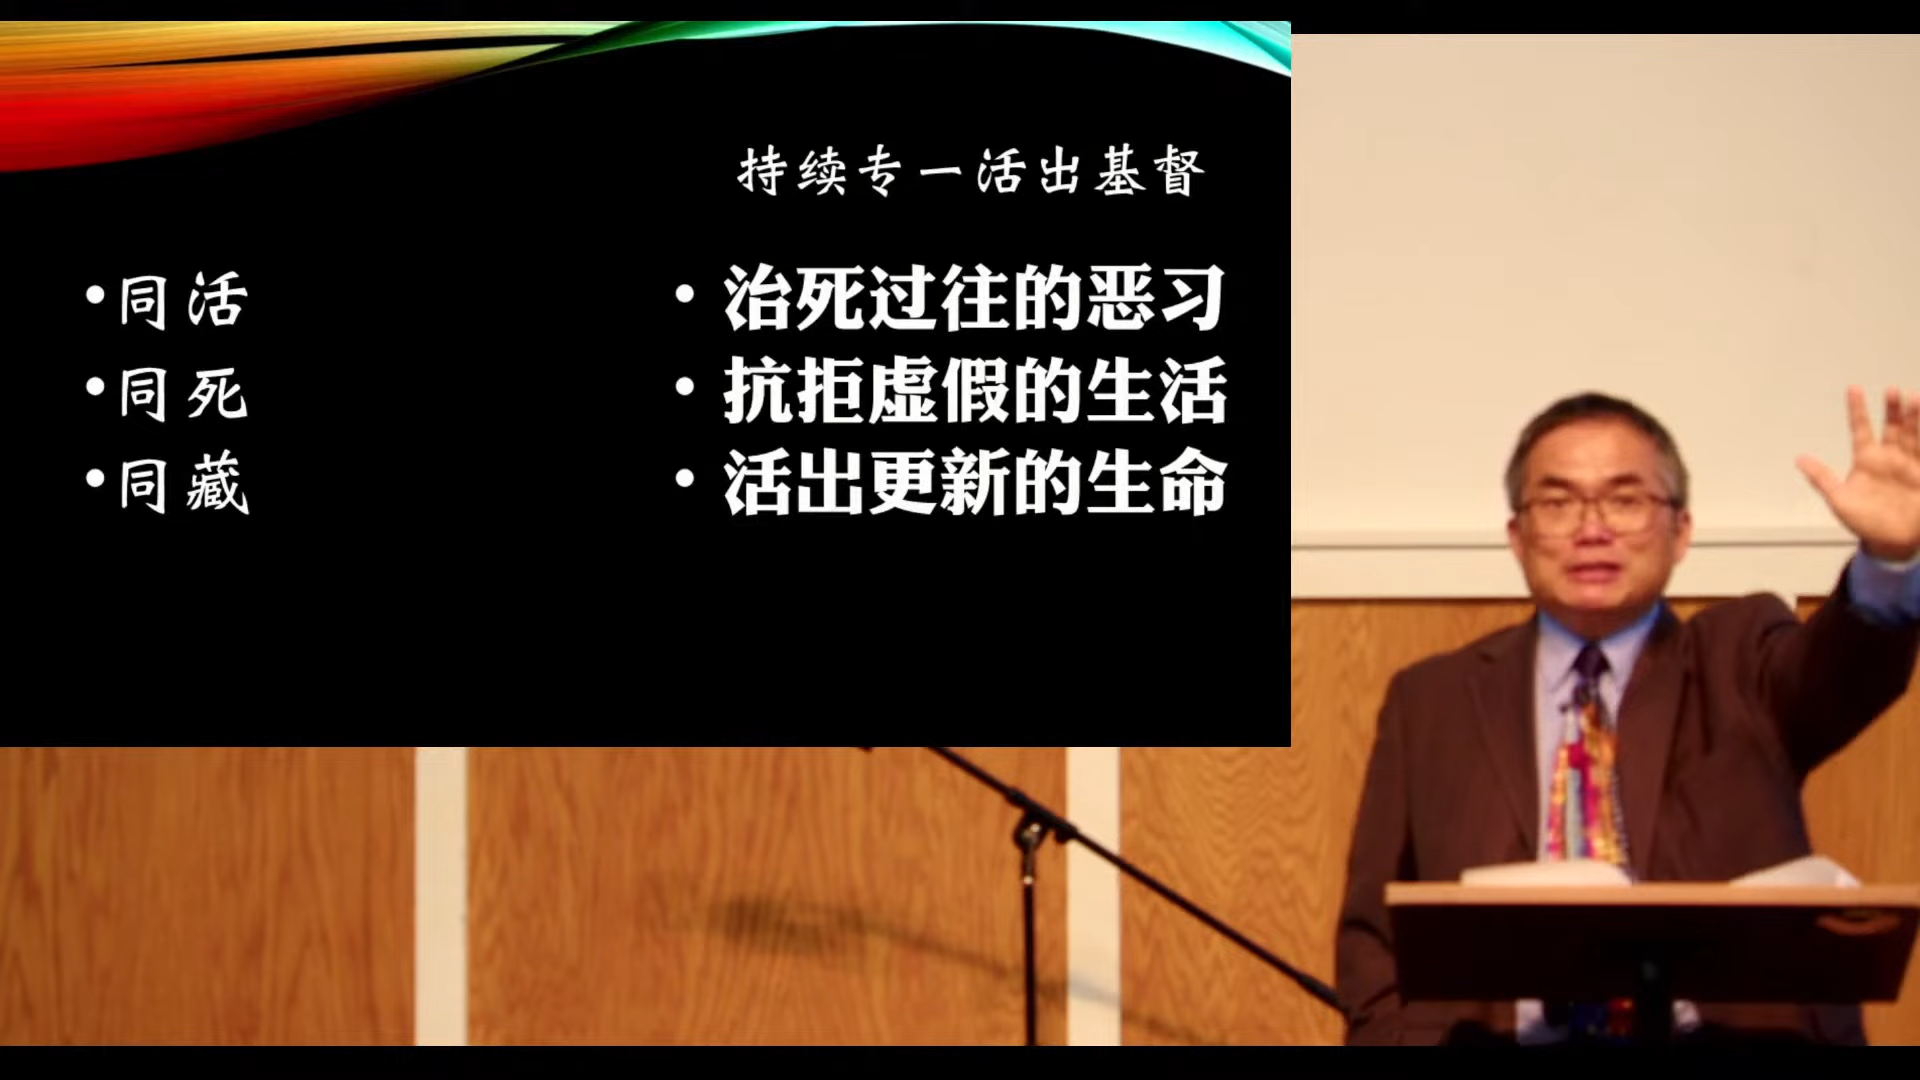 持续专一活出基督
•同活
•同死
•同藏
• 治死过往的恶习
• 抗拒虚假的生活
• 活出更新的生命